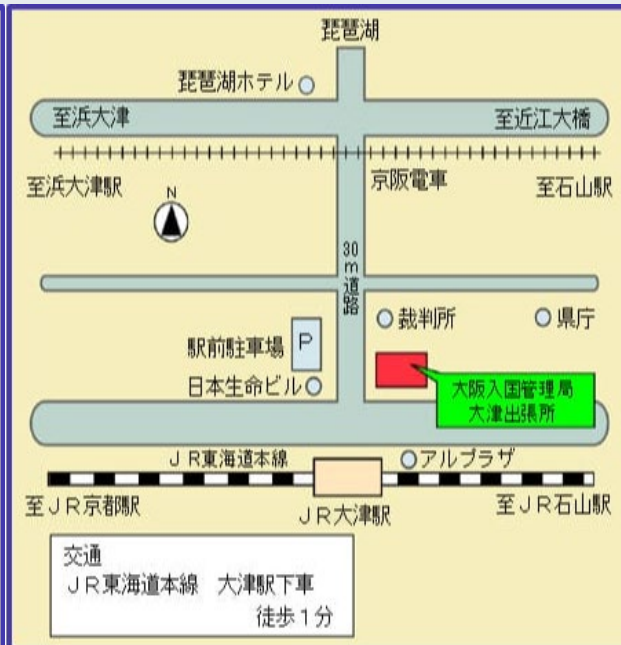 琵琶湖
琵琶湖ホテル
至浜大津
至近江大橋
至浜大津駅
京阪電車
至石山駅
N
30m道路
裁判所
県庁
駅前駐車場
P
日本生命ビル
大阪入国管理局
大津出張所
JR東海道本線
アルプラザ
至JR京都駅
JR大津駅
至JR石山駅
交通
JR東海道本線　大津駅下車
徒歩1分